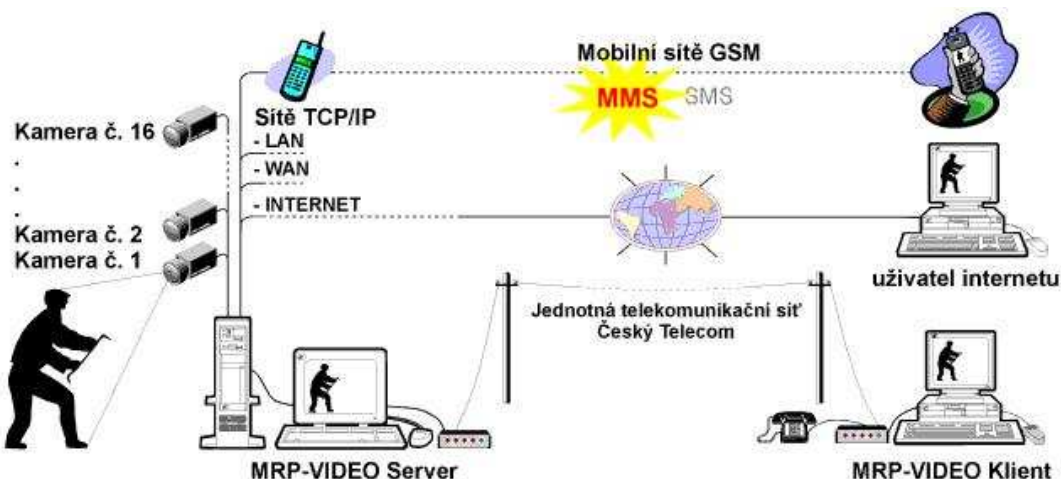 Mobilní sítě GSM
MMS SMS
Sítě TCP/IP
- LAN
- WAN
- INTERNET
Kamera č. 16
.
.
.
Kamera č. 2
Kamera č. 1
uživatel internetu
Jednotná telekomunikační síť
Český Telecom
MRP-VIDEO Server
MRP-VIDEO Klient